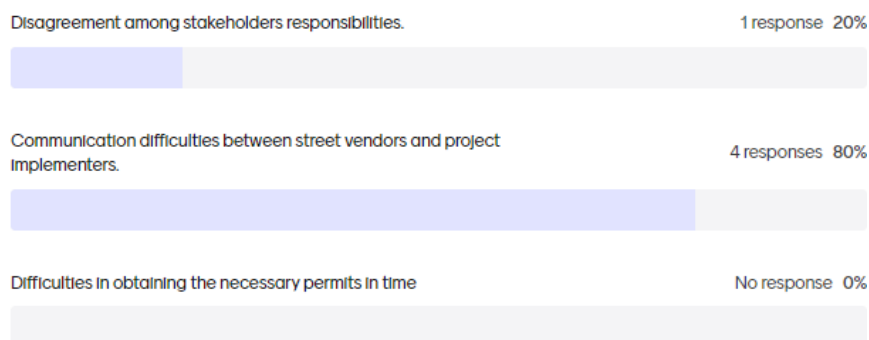 Disagreement among stakeholders responsibilities.
1 response 20%
Communication difficulties between street vendors and project
implementers.
4 responses 80%
Difficulties in obtaining the necessary permits in time
No response 0%